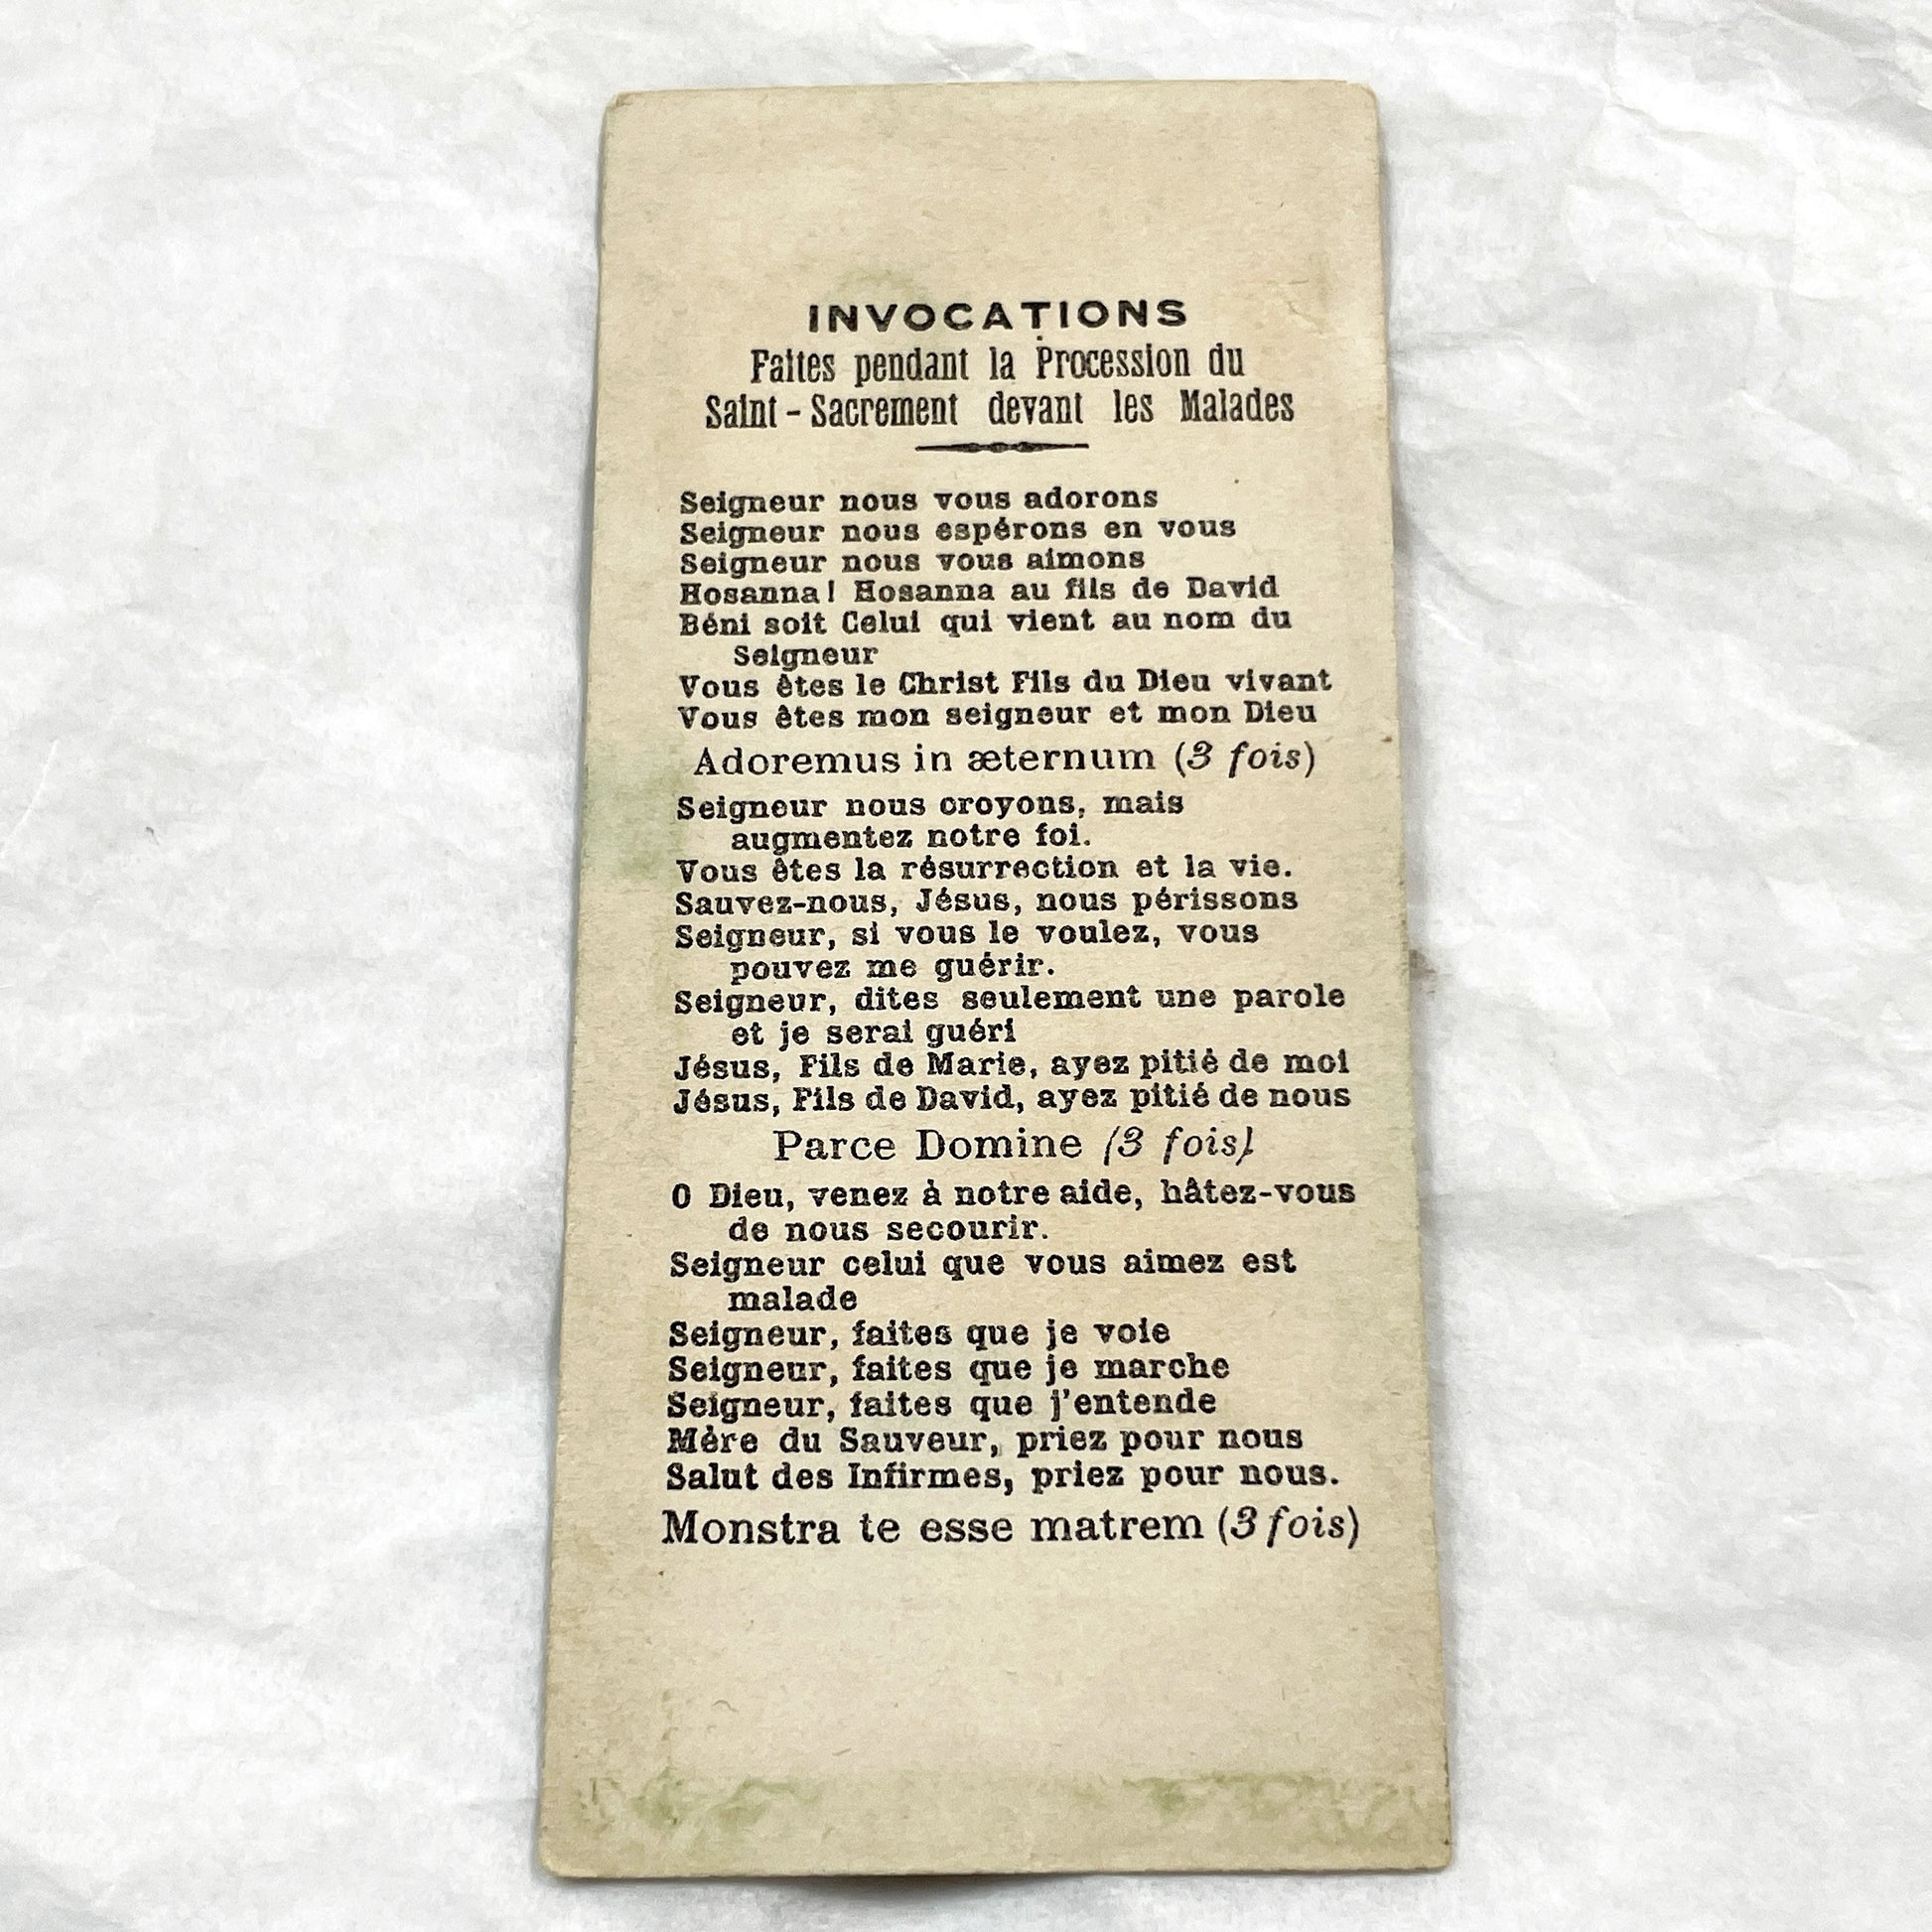 INVOCATIONS
Faites pendant la Procession du
Saint-Sacrement devant les Malades
Seigneur nous vous adorons
Seigneur nous espérons en vous
Seigneur nous vous aimons
Hosanna! Hosanna au fils de David
Béni soit Celui qui vient au nom du
Seigneur
Vous êtes le Christ Fils du Dieu vivant
Vous êtes mon seigneur et mon Dieu
Adoremus in æternum (3 fois)
Seigneur nous croyons, mais
augmentez notre foi.
Vous êtes la résurrection et la vie.
Sauvez-nous, Jésus, nous périssons
Seigneur, si vous le voulez, vous
pouvez me guérir.
Seigneur, dites seulement une parole
et je serai guéri
Jésus, Fils de Marie, ayez pitié de moi
Jésus, Fils de David, ayez pitié de nous
Parce Domine (3 fois)
O Dieu, venez à notre aide, hâtez-vous
de nous secourir.
Seigneur celui que vous aimez est
malade
Seigneur, faites que je voie
Seigneur, faites que je marche
Seigneur, faites que j'entende
Mère du Sauveur, priez pour nous
Salut des Infirmes, priez pour nous.
Monstra te esse matrem (3 fois)